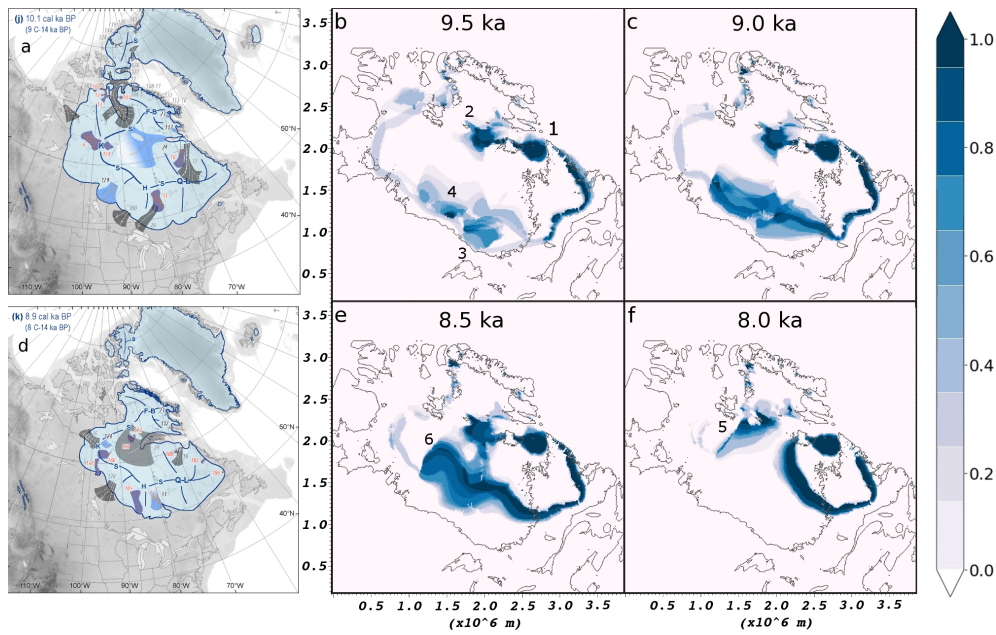 (j) 10.1 cal ka BP
(9 C-14 ka BP)
a
50°N
40°N
110°W
100°W
90°W
80°W
70°W
F-B
K
S
H
S
Q-L
b
9.5 ka
3.5
3.0
2.5
2.0
1.5
1.0
0.5
1
2
3
4
c
9.0 ka
(k) 8.9 cal ka BP
(8 C-14 ka BP)
d
40°N
110°W
100°W
90°W
80°W
70°W
F-B
S
H
S
Q-L
e
8.5 ka
3.0
2.5
2.0
1.5
1.0
0.5
6
0.5 1.0 1.5 2.0 2.5 3.0 3.5
(x10^6 m)
f
8.0 ka
5
0.5 1.0 1.5 2.0 2.5 3.0 3.5
(x10^6 m)
1.0
0.8
0.6
0.4
0.2
0.0